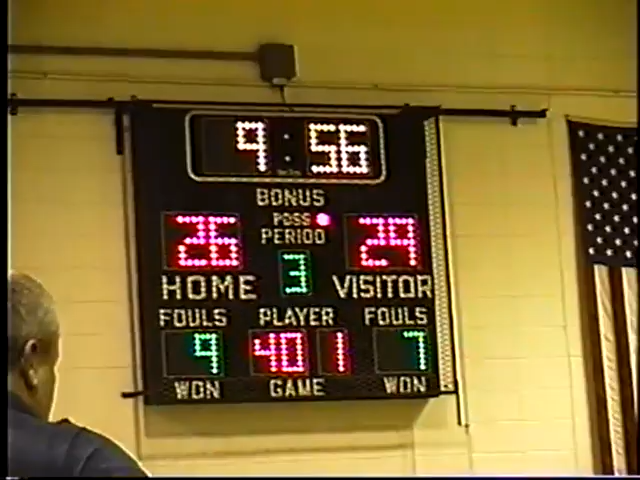 9:56
BONUS
POSS
26 PERIOD 29
HOME 3 VISITOR
FOULS PLAYER FOULS
9 40 1 7
WON GAME WON